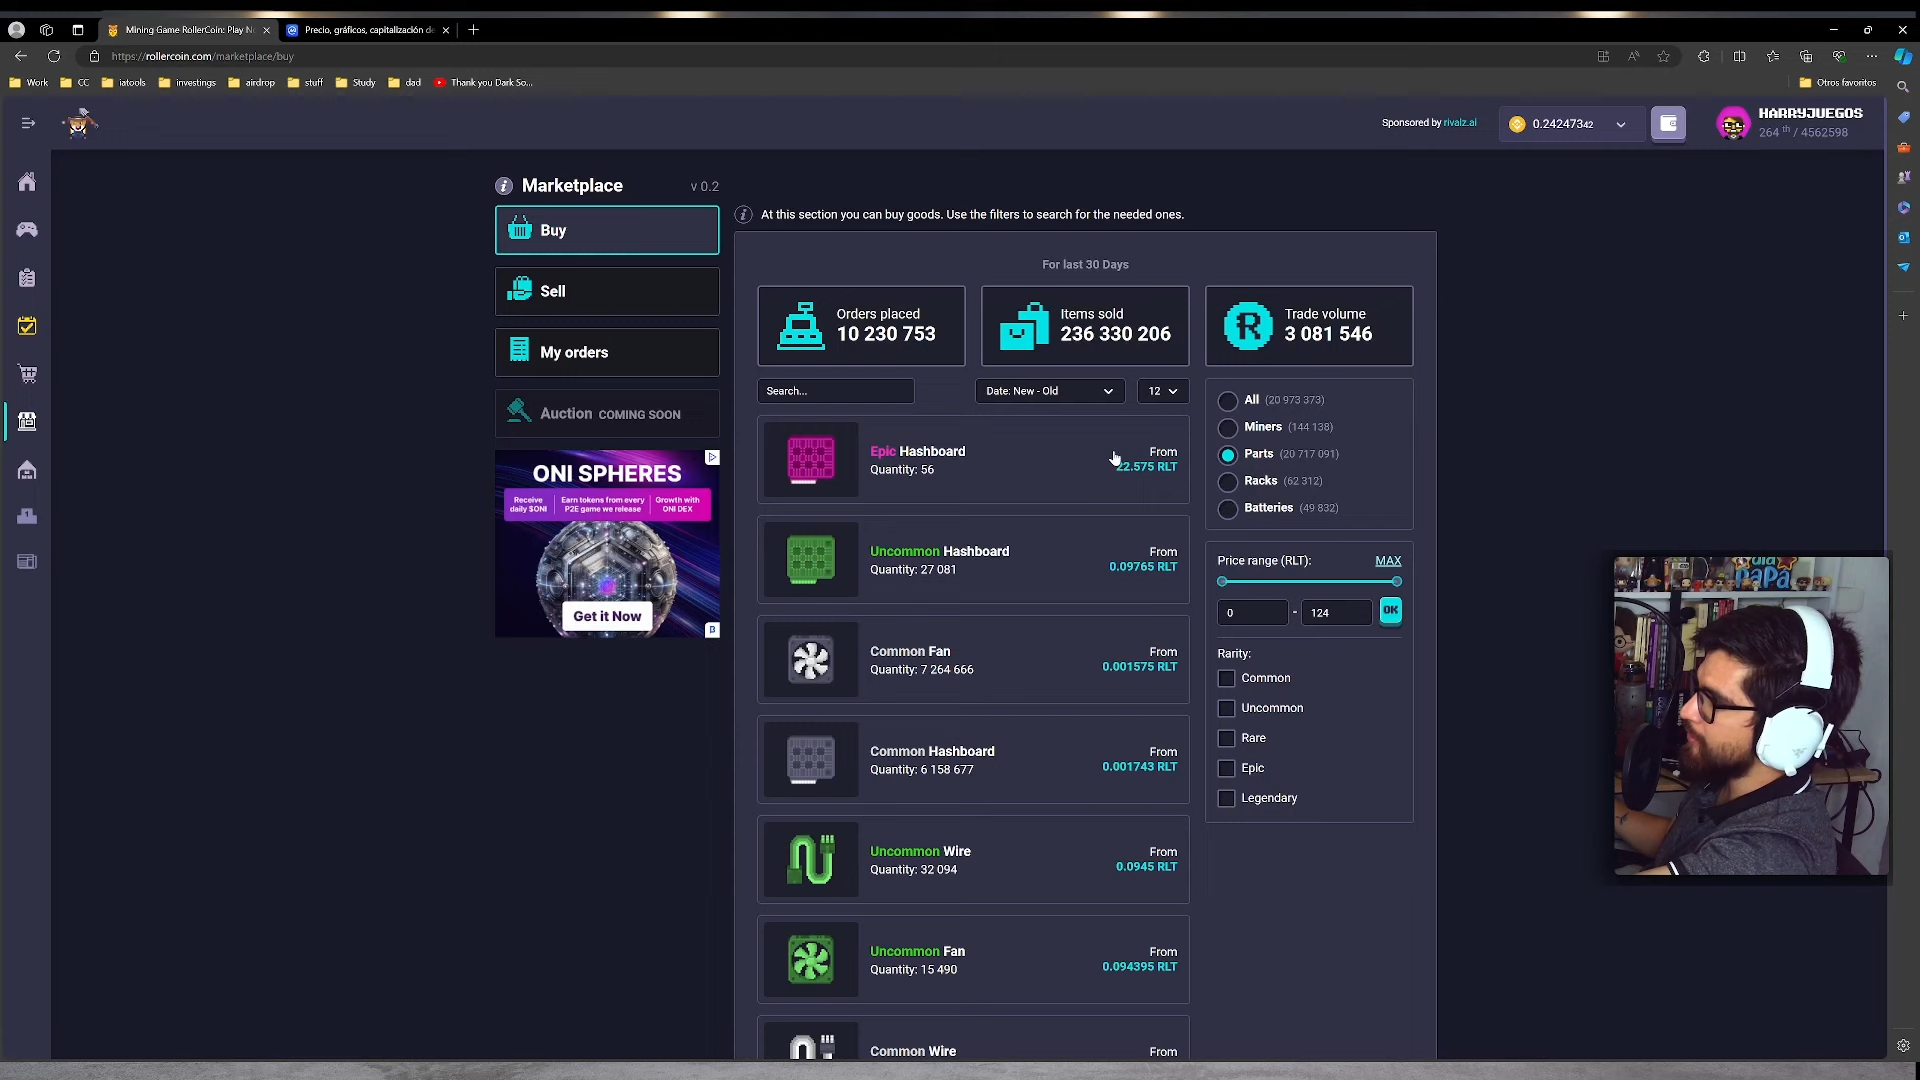 Mining Game RollerCoin: Play N
Precio, gráficos, capitalización de
https://rollercoin.com/marketplace/buy
Work
CC
iatools
investings
airdrop
stuff
Study
dad
Thank you Dark So...
Otros favoritos
Sponsored by rivalz.ai
0.24247342
HARRYJUEGOS
264 th / 4562598
Marketplace
v 0.2
Buy
Sell
My orders
Auction COMING SOON
ONI SPHERES
Receive daily $ONI
Earn tokens from every P2E game we release
Growth with ONI DEX
Get it Now
At this section you can buy goods. Use the filters to search for the needed ones.
For last 30 Days
Orders placed
10 230 753
Items sold
236 330 206
Trade volume
3 081 546
Search...
Date: New - Old
12
Epic Hashboard
Quantity: 56
From
22.575 RLT
Uncommon Hashboard
Quantity: 27 081
From
0.09765 RLT
Common Fan
Quantity: 7 264 666
From
0.001575 RLT
Common Hashboard
Quantity: 6 158 677
From
0.001743 RLT
Uncommon Wire
Quantity: 32 094
From
0.0945 RLT
Uncommon Fan
Quantity: 15 490
From
0.094395 RLT
Common Wire
From
All (20 973 373)
Miners (144 138)
Parts (20 717 091)
Racks (62 312)
Batteries (49 832)
Price range (RLT):
MAX
0 - 124
OK
Rarity:
Common
Uncommon
Rare
Epic
Legendary